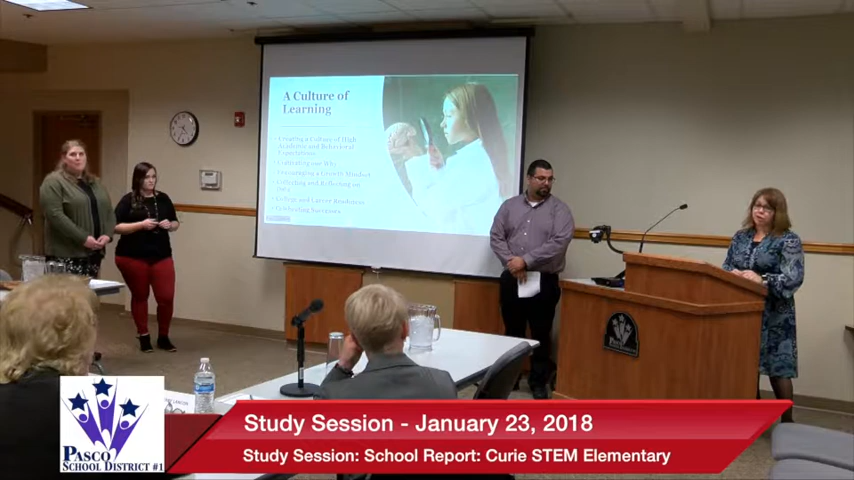 A Culture of
Learning
• Creating a Culture of High
Academic and Behavioral
Expectations
• Cultivating our Why
• Encouraging a Growth Mindset
• Collecting and Reflecting on
Data
• College and Career Readiness
• Celebrating Successes
Study Session - January 23, 2018
Study Session: School Report: Curie STEM Elementary
PASCO
SCHOOL DISTRICT #1